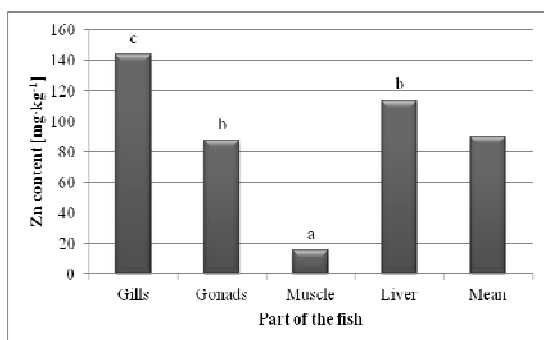 160
140
120
100
80
60
40
20
0
Zn content [mg·kg⁻¹]
c
b
a
b
Gills Gonads Muscle Liver Mean
Part of the fish